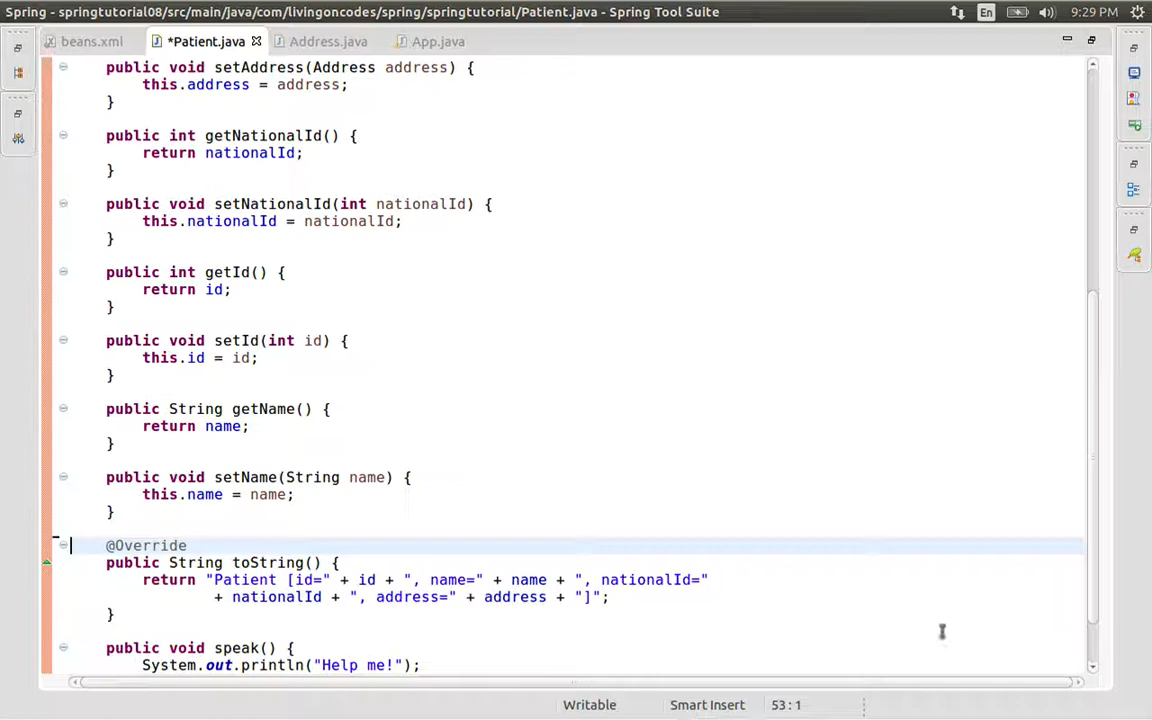 Spring - springtutorial08/src/main/java/com/livingoncodes/spring/springtutorial/Patient.java - Spring Tool Suite
En
9:29 PM
beans.xml
*Patient.java
Address.java
App.java
public void setAddress(Address address) {
this.address = address;
}
public int getNationalId() {
return nationalId;
}
public void setNationalId(int nationalId) {
this.nationalId = nationalId;
}
public int getId() {
return id;
}
public void setId(int id) {
this.id = id;
}
public String getName() {
return name;
}
public void setName(String name) {
this.name = name;
}
@Override
public String toString() {
return "Patient [id=" + id + ", name=" + name + ", nationalId="
+ nationalId + ", address=" + address + "]";
}
public void speak() {
System.out.println("Help me!");
Writable
Smart Insert
53 : 1